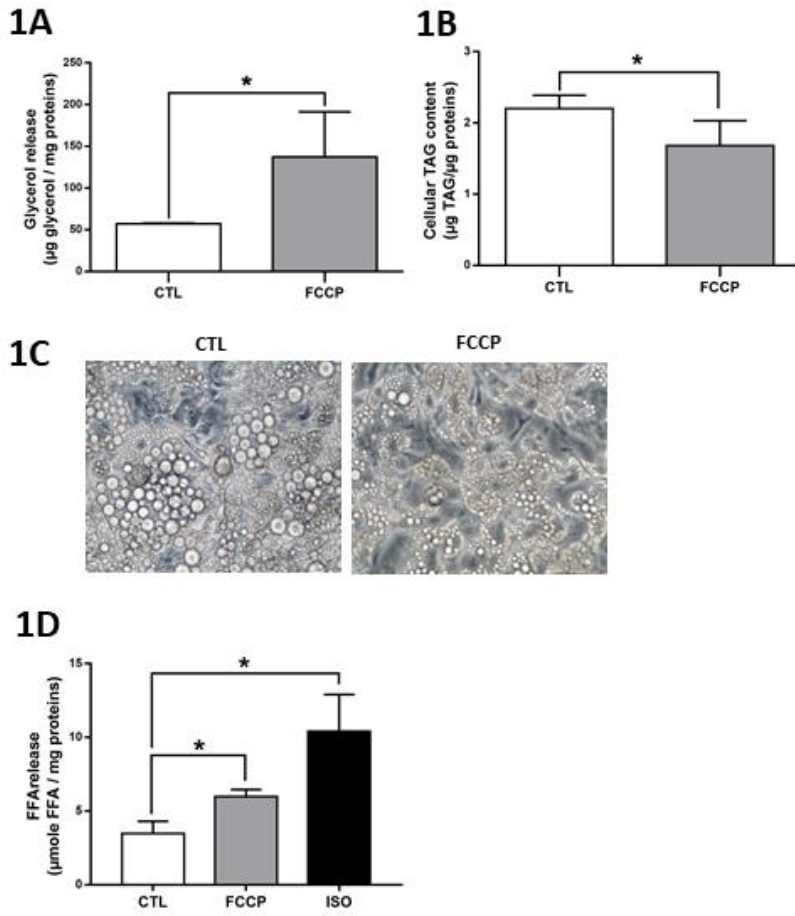 1A
Glycerol release
(µg glycerol / mg proteins)
250
200
150
100
50
0
*
CTL
FCCP
1B
Cellular TAG content
(µg TAG/µg proteins)
3
2
1
0
*
CTL
FCCP
1C
CTL
FCCP
1D
FFArelease
(µmole FFA / mg proteins)
15
10
5
0
*
*
CTL
FCCP
ISO